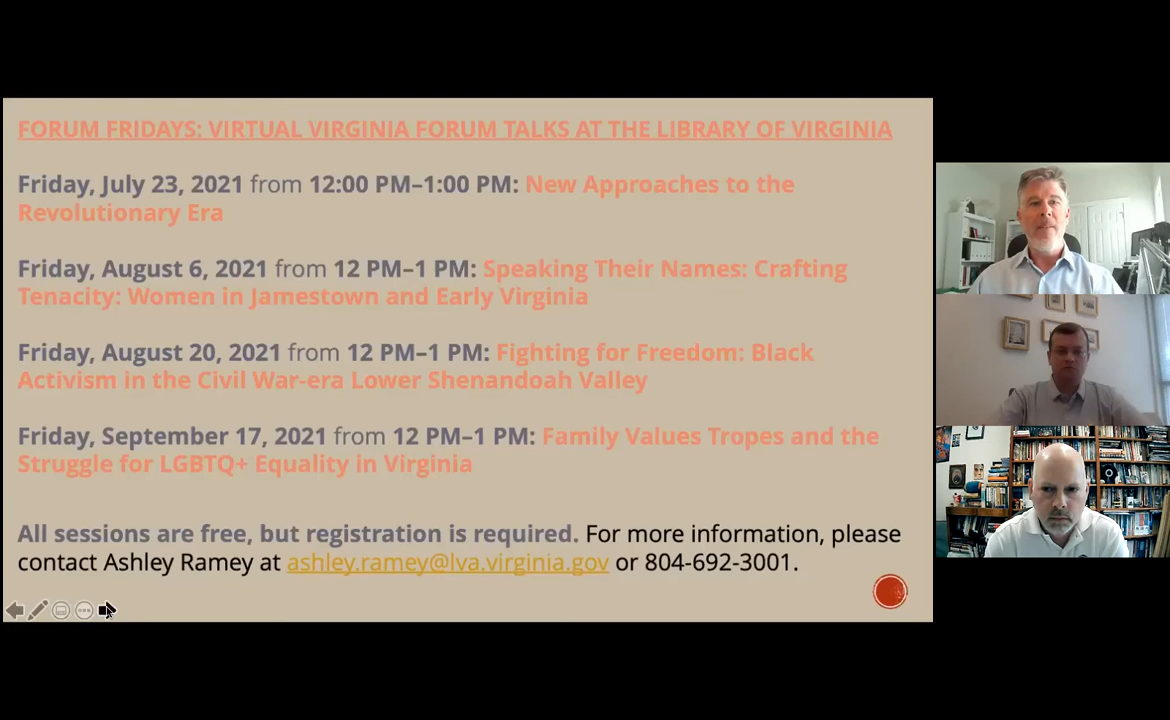 FORUM FRIDAYS: VIRTUAL VIRGINIA FORUM TALKS AT THE LIBRARY OF VIRGINIA
Friday, July 23, 2021 from 12:00 PM–1:00 PM: New Approaches to the
Revolutionary Era
Friday, August 6, 2021 from 12 PM–1 PM: Speaking Their Names: Crafting
Tenacity: Women in Jamestown and Early Virginia
Friday, August 20, 2021 from 12 PM–1 PM: Fighting for Freedom: Black
Activism in the Civil War-era Lower Shenandoah Valley
Friday, September 17, 2021 from 12 PM–1 PM: Family Values Tropes and the
Struggle for LGBTQ+ Equality in Virginia
All sessions are free, but registration is required. For more information, please
contact Ashley Ramey at ashley.ramey@lva.virginia.gov or 804-692-3001.